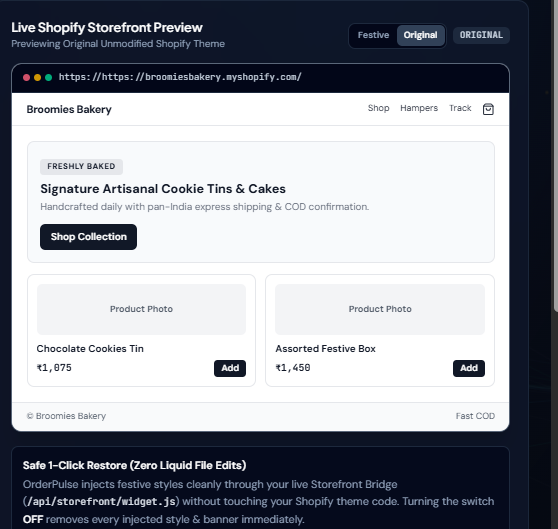 Live Shopify Storefront Preview
Previewing Original Unmodified Shopify Theme
Festive Original ORIGINAL
https://https://broomiesbakery.myshopify.com/
Broomies Bakery Shop Hampers Track
FRESHLY BAKED
Signature Artisanal Cookie Tins & Cakes
Handcrafted daily with pan-India express shipping & COD confirmation.
Shop Collection
Product Photo Product Photo
Chocolate Cookies Tin Assorted Festive Box
₹1,075 Add ₹1,450 Add
© Broomies Bakery Fast COD
Safe 1-Click Restore (Zero Liquid File Edits)
OrderPulse injects festive styles cleanly through your live Storefront Bridge
(/api/storefront/widget.js) without touching your Shopify theme code. Turning the switch
OFF removes every injected style & banner immediately.